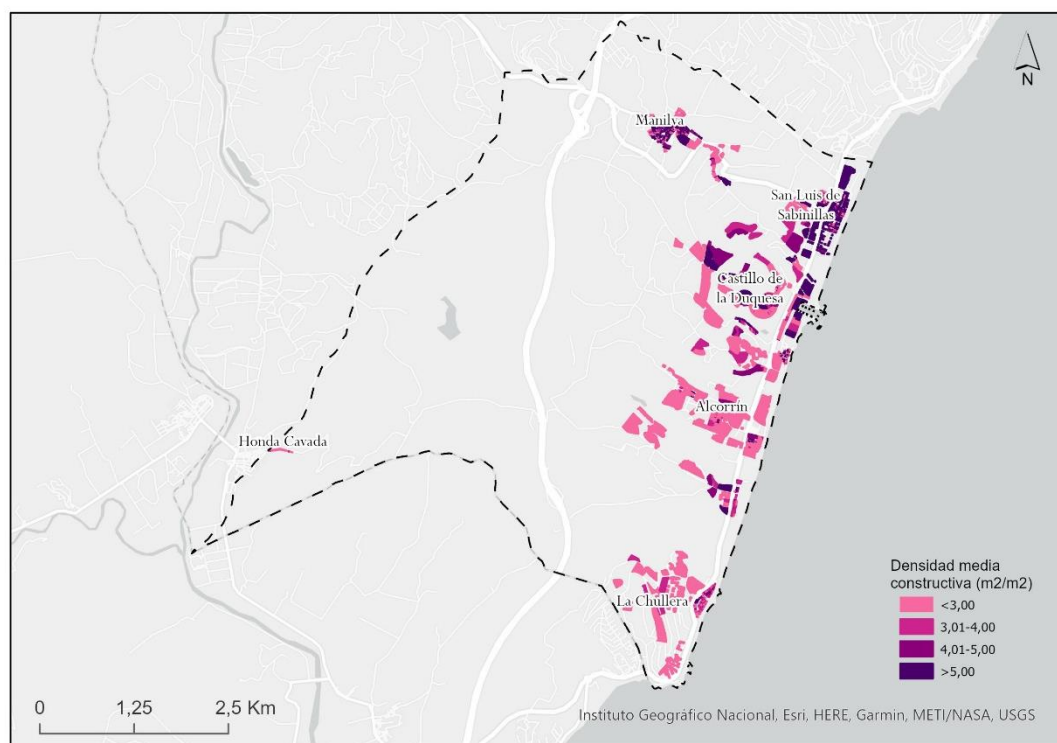 N
Manilva
San Luis de
Sabinillas
Castillo de
la Duquesa
Alcorrín
Honda Cavada
La Chullera
Densidad media
constructiva (m2/m2)
<3,00
3,01-4,00
4,01-5,00
>5,00
0 1,25 2,5 Km
Instituto Geográfico Nacional, Esri, HERE, Garmin, METI/NASA, USGS